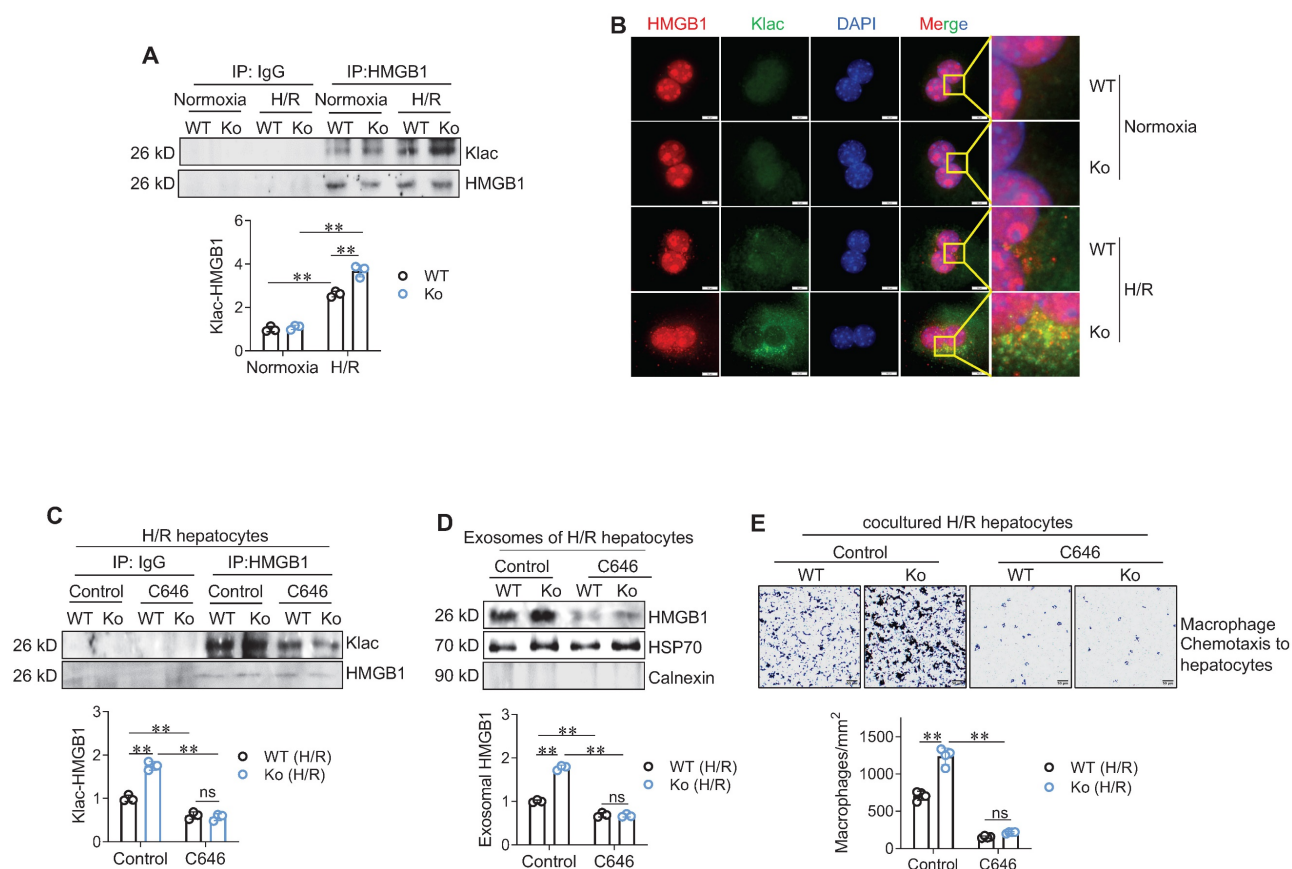 A
IP: IgG IP:HMGB1
Normoxia H/R Normoxia H/R
WT Ko WT Ko WT Ko WT Ko
26 kD Klac
26 kD HMGB1
Klac-HMGB1
6
4
2
0
** ** **
WT
Ko
Normoxia H/R
B
HMGB1 Klac DAPI Merge
WT
Ko
Normoxia
WT
Ko
H/R
C
H/R hepatocytes
IP: IgG IP:HMGB1
Control C646 Control C646
WT Ko WT Ko WT Ko WT Ko
26 kD Klac
26 kD HMGB1
Klac-HMGB1
3
2
1
0
** ** ** ns
WT (H/R)
Ko (H/R)
Control C646
D
Exosomes of H/R hepatocytes
Control C646
WT Ko WT Ko
26 kD HMGB1
70 kD HSP70
90 kD Calnexin
Exosomal HMGB1
3
2
1
0
** ** ** ns
WT (H/R)
Ko (H/R)
Control C646
E
cocultured H/R hepatocytes
Control C646
WT Ko WT Ko
Macrophage
Chemotaxis to
hepatocytes
Macrophages/mm²
1500
1000
500
0
** ** ns
WT (H/R)
Ko (H/R)
Control C646